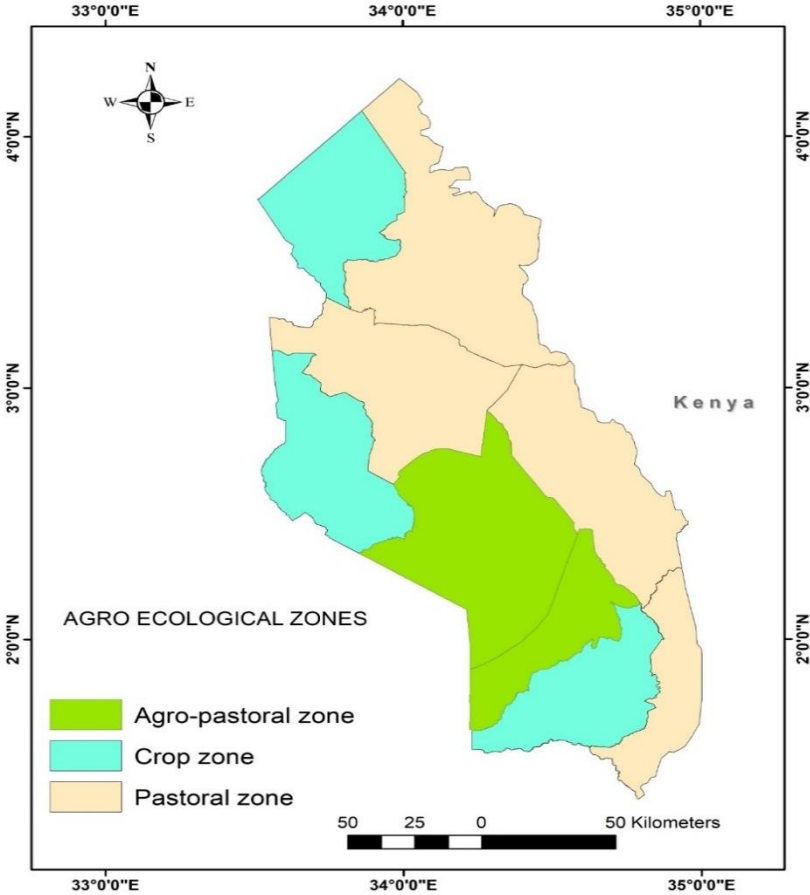 33°0'0"E 34°0'0"E 35°0'0"E
N
W E
S
4°0'0"N 4°0'0"N
3°0'0"N 3°0'0"N
Kenya
2°0'0"N 2°0'0"N
AGRO ECOLOGICAL ZONES
Agro-pastoral zone
Crop zone
Pastoral zone
50 25 0 50 Kilometers
33°0'0"E 34°0'0"E 35°0'0"E